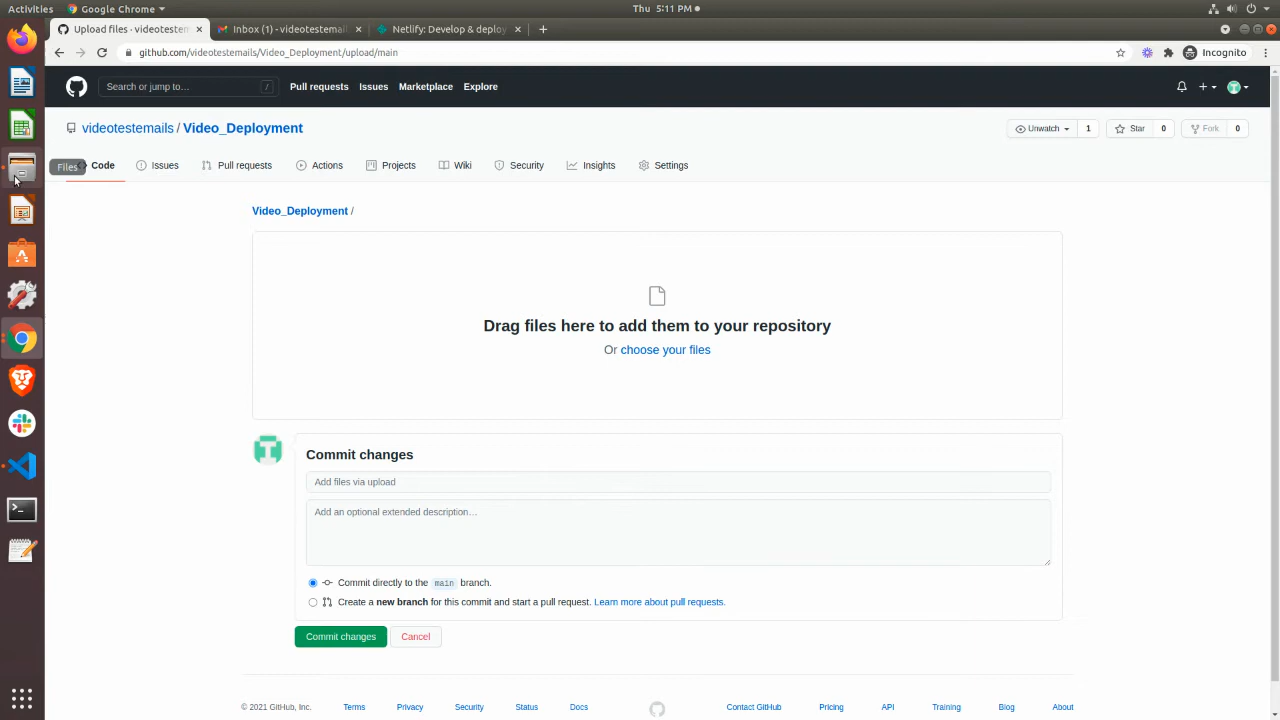 Activities Google Chrome Thu 5:11 PM
Upload files · videotestem Inbox (1) - videotestemail Netlify: Develop & deploy
github.com/videotestemails/Video_Deployment/upload/main Incognito
Search or jump to… / Pull requests Issues Marketplace Explore
videotestemails / Video_Deployment Unwatch 1 Star 0 Fork 0
Files Code Issues Pull requests Actions Projects Wiki Security Insights Settings
Video_Deployment /
Drag files here to add them to your repository
Or choose your files
Commit changes
Add files via upload
Add an optional extended description…
Commit directly to the main branch.
Create a new branch for this commit and start a pull request. Learn more about pull requests.
Commit changes Cancel
© 2021 GitHub, Inc. Terms Privacy Security Status Docs Contact GitHub Pricing API Training Blog About